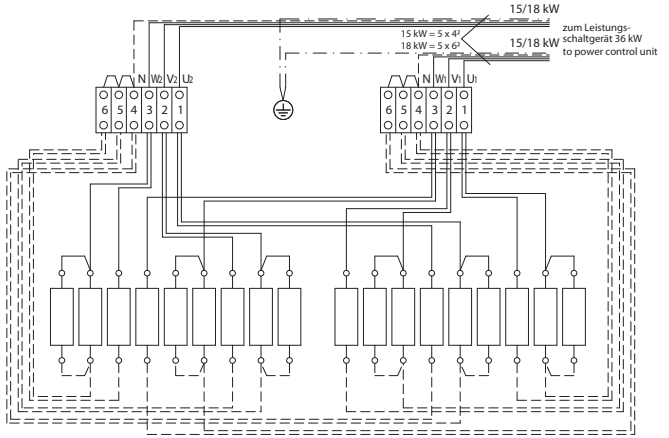 15/18 kW
15 kW = 5 x 4²
18 kW = 5 x 6²
zum Leistungs-
schaltgerät 36 kW
to power control unit
15/18 kW
N W2 V2 U2
6 5 4 3 2 1
N W1 V1 U1
6 5 4 3 2 1